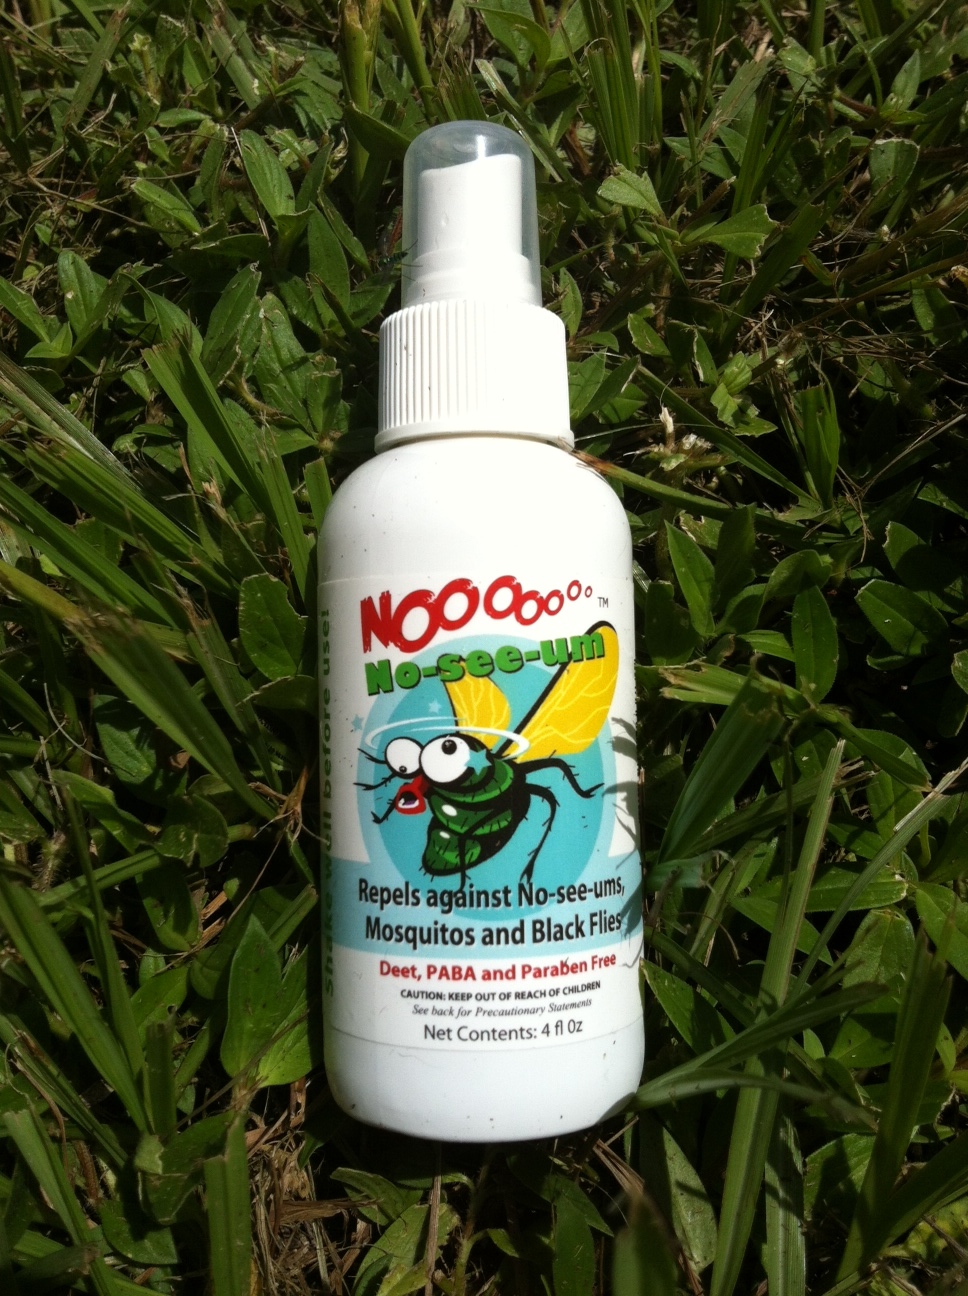 NOOOOooo™
No-see-um
Repels against No-see-ums,
Mosquitos and Black Flies
Deet, PABA and Paraben Free
CAUTION: KEEP OUT OF REACH OF CHILDREN
See back for Precautionary Statements
Net Contents: 4 fl oz
Shake well before use!